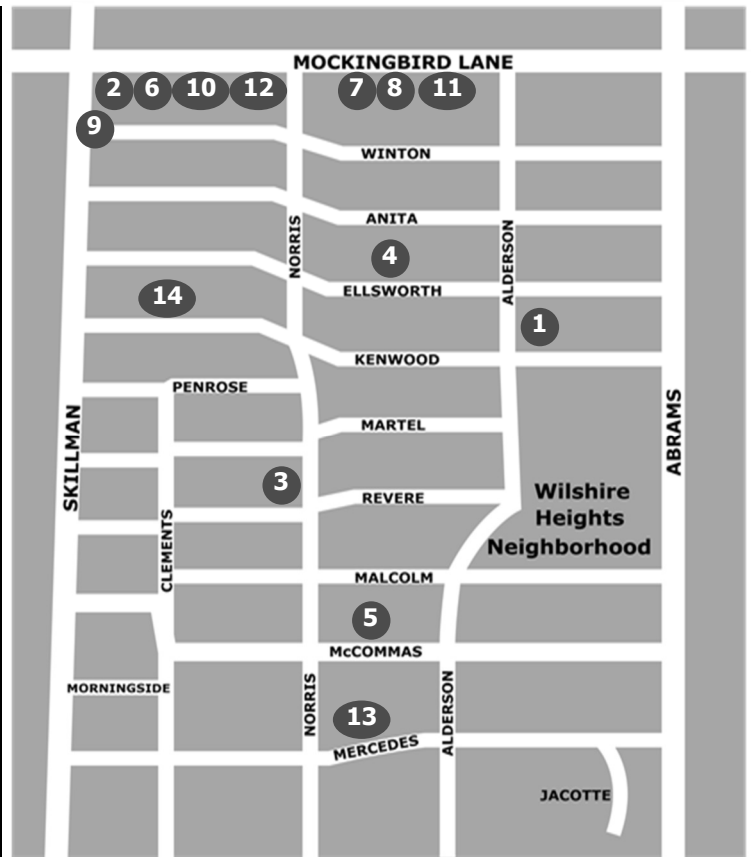 MOCKINGBIRD LANE
2 6 10 12 7 8 11
9
WINTON
ANITA
NORRIS
ALDERSON
4
ELLSWORTH
14
1
KENWOOD
PENROSE
ABRAMS
SKILLMAN
MARTEL
3
REVERE
Wilshire
Heights
Neighborhood
CLEMENTS
MALCOLM
5
McCOMMAS
MORNINGSIDE
NORRIS
ALDERSON
13
MERCEDES
JACOTTE